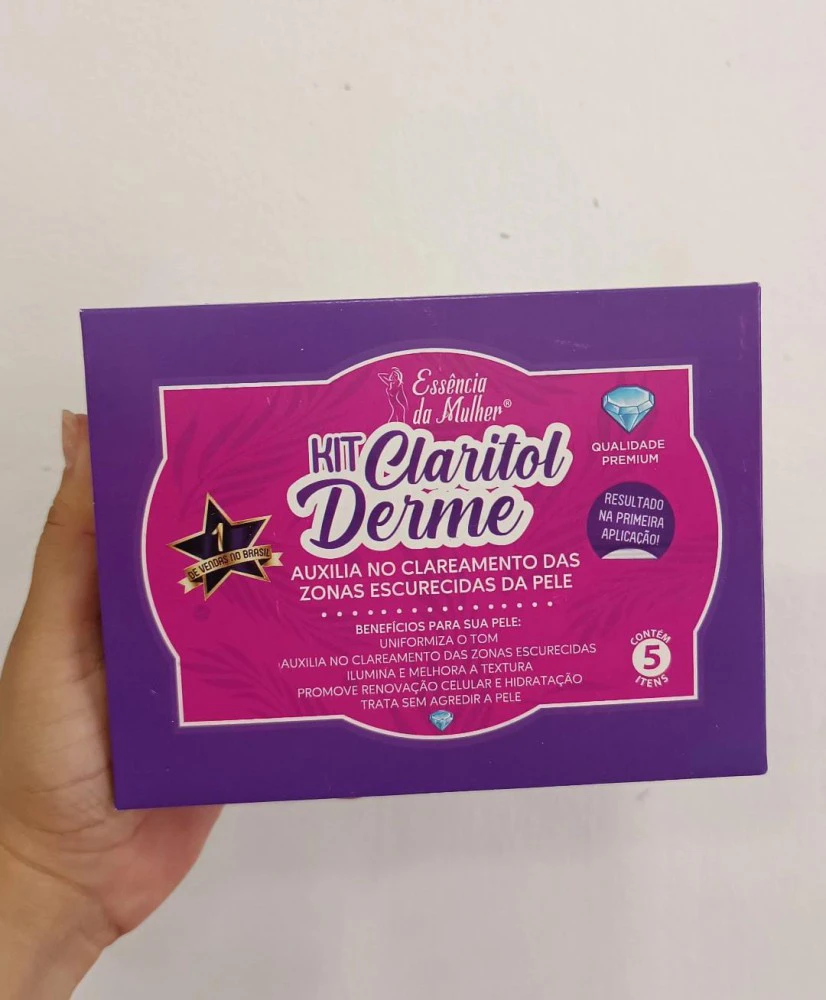 Essência
da Mulher®
KIT Claritol
Derme
QUALIDADE
PREMIUM
RESULTADO
NA PRIMEIRA
APLICAÇÃO!
1
DE VENDAS NO BRASIL
AUXILIA NO CLAREAMENTO DAS
ZONAS ESCURECIDAS DA PELE
BENEFÍCIOS PARA SUA PELE:
UNIFORMIZA O TOM
AUXILIA NO CLAREAMENTO DAS ZONAS ESCURECIDAS
ILUMINA E MELHORA A TEXTURA
PROMOVE RENOVAÇÃO CELULAR E HIDRATAÇÃO
TRATA SEM AGREDIR A PELE
CONTÉM
5
ITENS